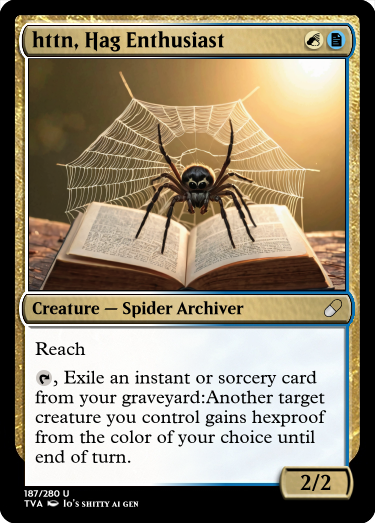 httn, Hag Enthusiast
Creature — Spider Archiver
Reach
, Exile an instant or sorcery card
from your graveyard:Another target
creature you control gains hexproof
from the color of your choice until
end of turn.
2/2
187/280 U
TVA Io's shitty ai gen